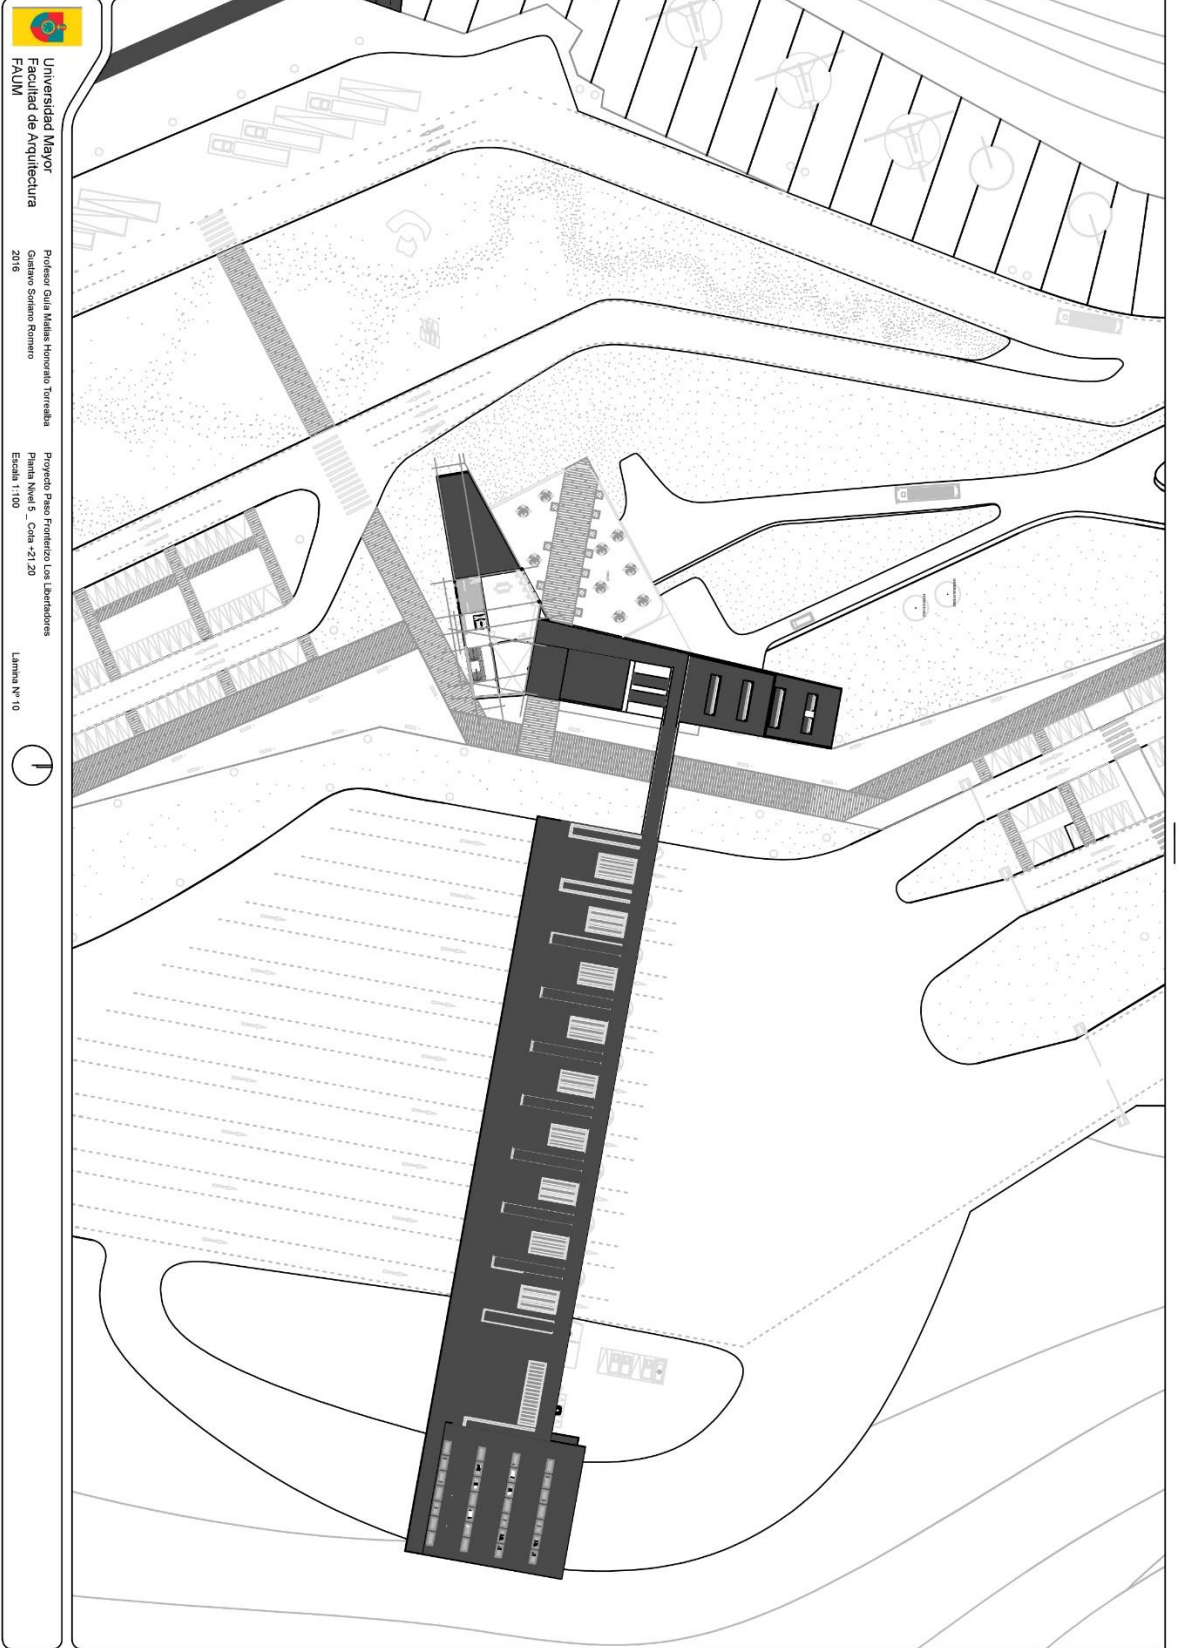 Universidad Mayor
Facultad de Arquitectura
FAUM
Profesor Guía Matías Honorato Torrealba
Gustavo Soriano Romero
2016
Proyecto Paso Fronterizo Los Libertadores
Planta Nivel 5 _ Cota +21.20
Escala 1:100
Lámina Nº 10